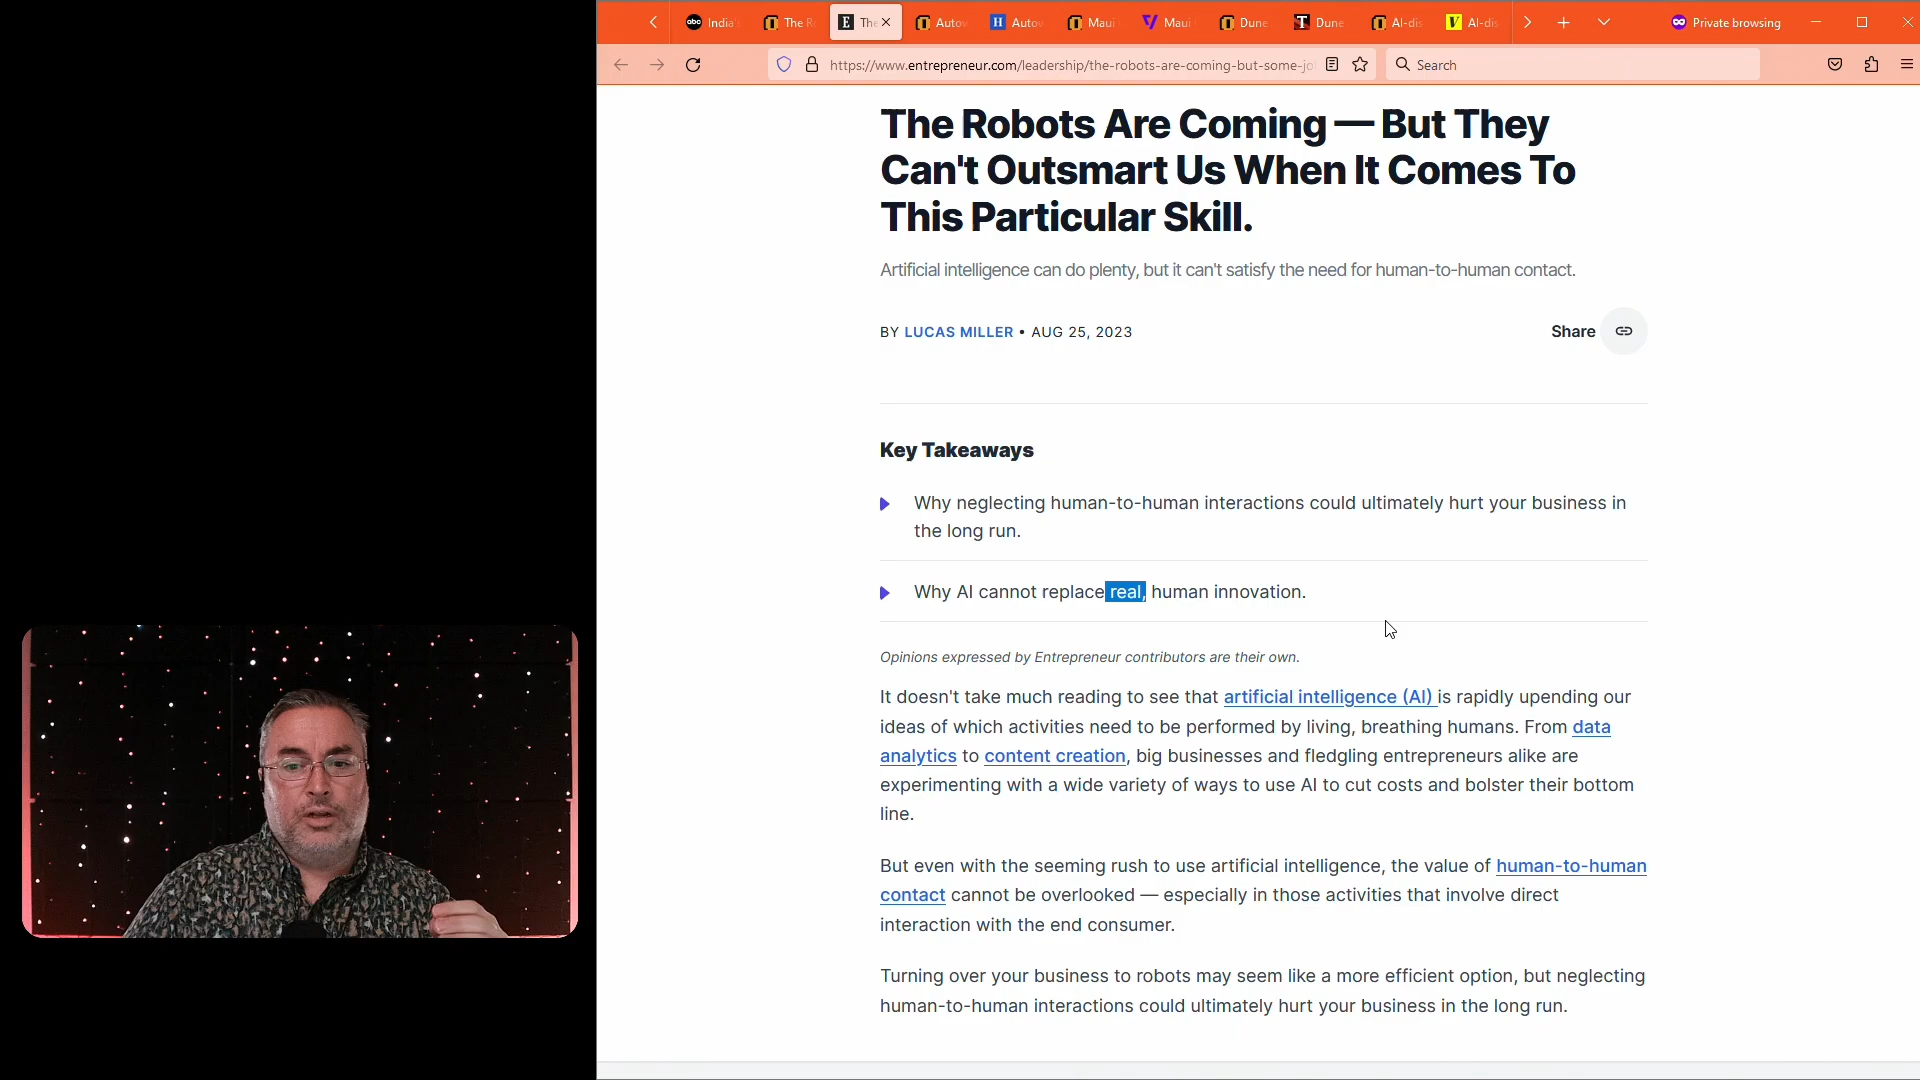 abc India
The R
E The
Autow
H Autow
Maui
Maui
Dune
T Dune
AI-dis
V AI-dis
Private browsing
https://www.entrepreneur.com/leadership/the-robots-are-coming-but-some-jo
Search
The Robots Are Coming — But They
Can't Outsmart Us When It Comes To
This Particular Skill.
Artificial intelligence can do plenty, but it can't satisfy the need for human-to-human contact.
BY LUCAS MILLER • AUG 25, 2023
Share
Key Takeaways
Why neglecting human-to-human interactions could ultimately hurt your business in
the long run.
Why AI cannot replace real, human innovation.
Opinions expressed by Entrepreneur contributors are their own.
It doesn't take much reading to see that artificial intelligence (AI) is rapidly upending our
ideas of which activities need to be performed by living, breathing humans. From data
analytics to content creation, big businesses and fledgling entrepreneurs alike are
experimenting with a wide variety of ways to use AI to cut costs and bolster their bottom
line.
But even with the seeming rush to use artificial intelligence, the value of human-to-human
contact cannot be overlooked — especially in those activities that involve direct
interaction with the end consumer.
Turning over your business to robots may seem like a more efficient option, but neglecting
human-to-human interactions could ultimately hurt your business in the long run.